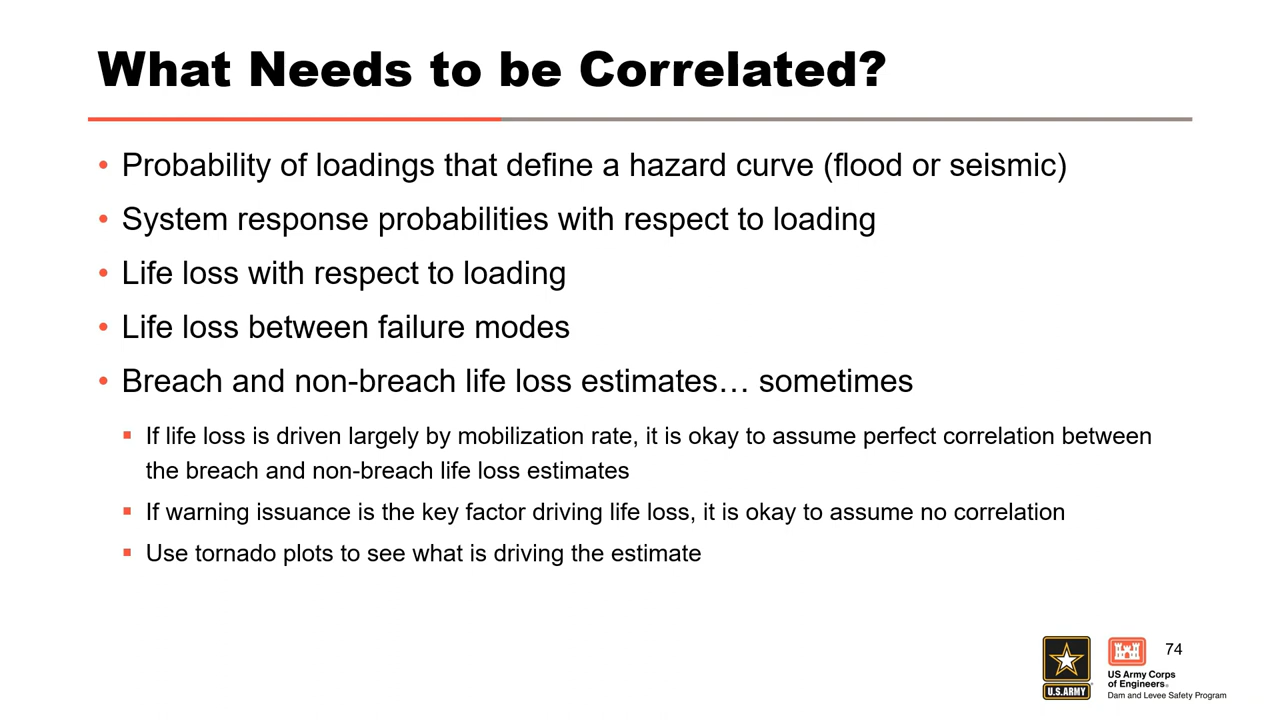 What Needs to be Correlated?
• Probability of loadings that define a hazard curve (flood or seismic)
• System response probabilities with respect to loading
• Life loss with respect to loading
• Life loss between failure modes
• Breach and non-breach life loss estimates… sometimes
▪ If life loss is driven largely by mobilization rate, it is okay to assume perfect correlation between
the breach and non-breach life loss estimates
▪ If warning issuance is the key factor driving life loss, it is okay to assume no correlation
▪ Use tornado plots to see what is driving the estimate
74
U.S.ARMY
US Army Corps
of Engineers®
Dam and Levee Safety Program